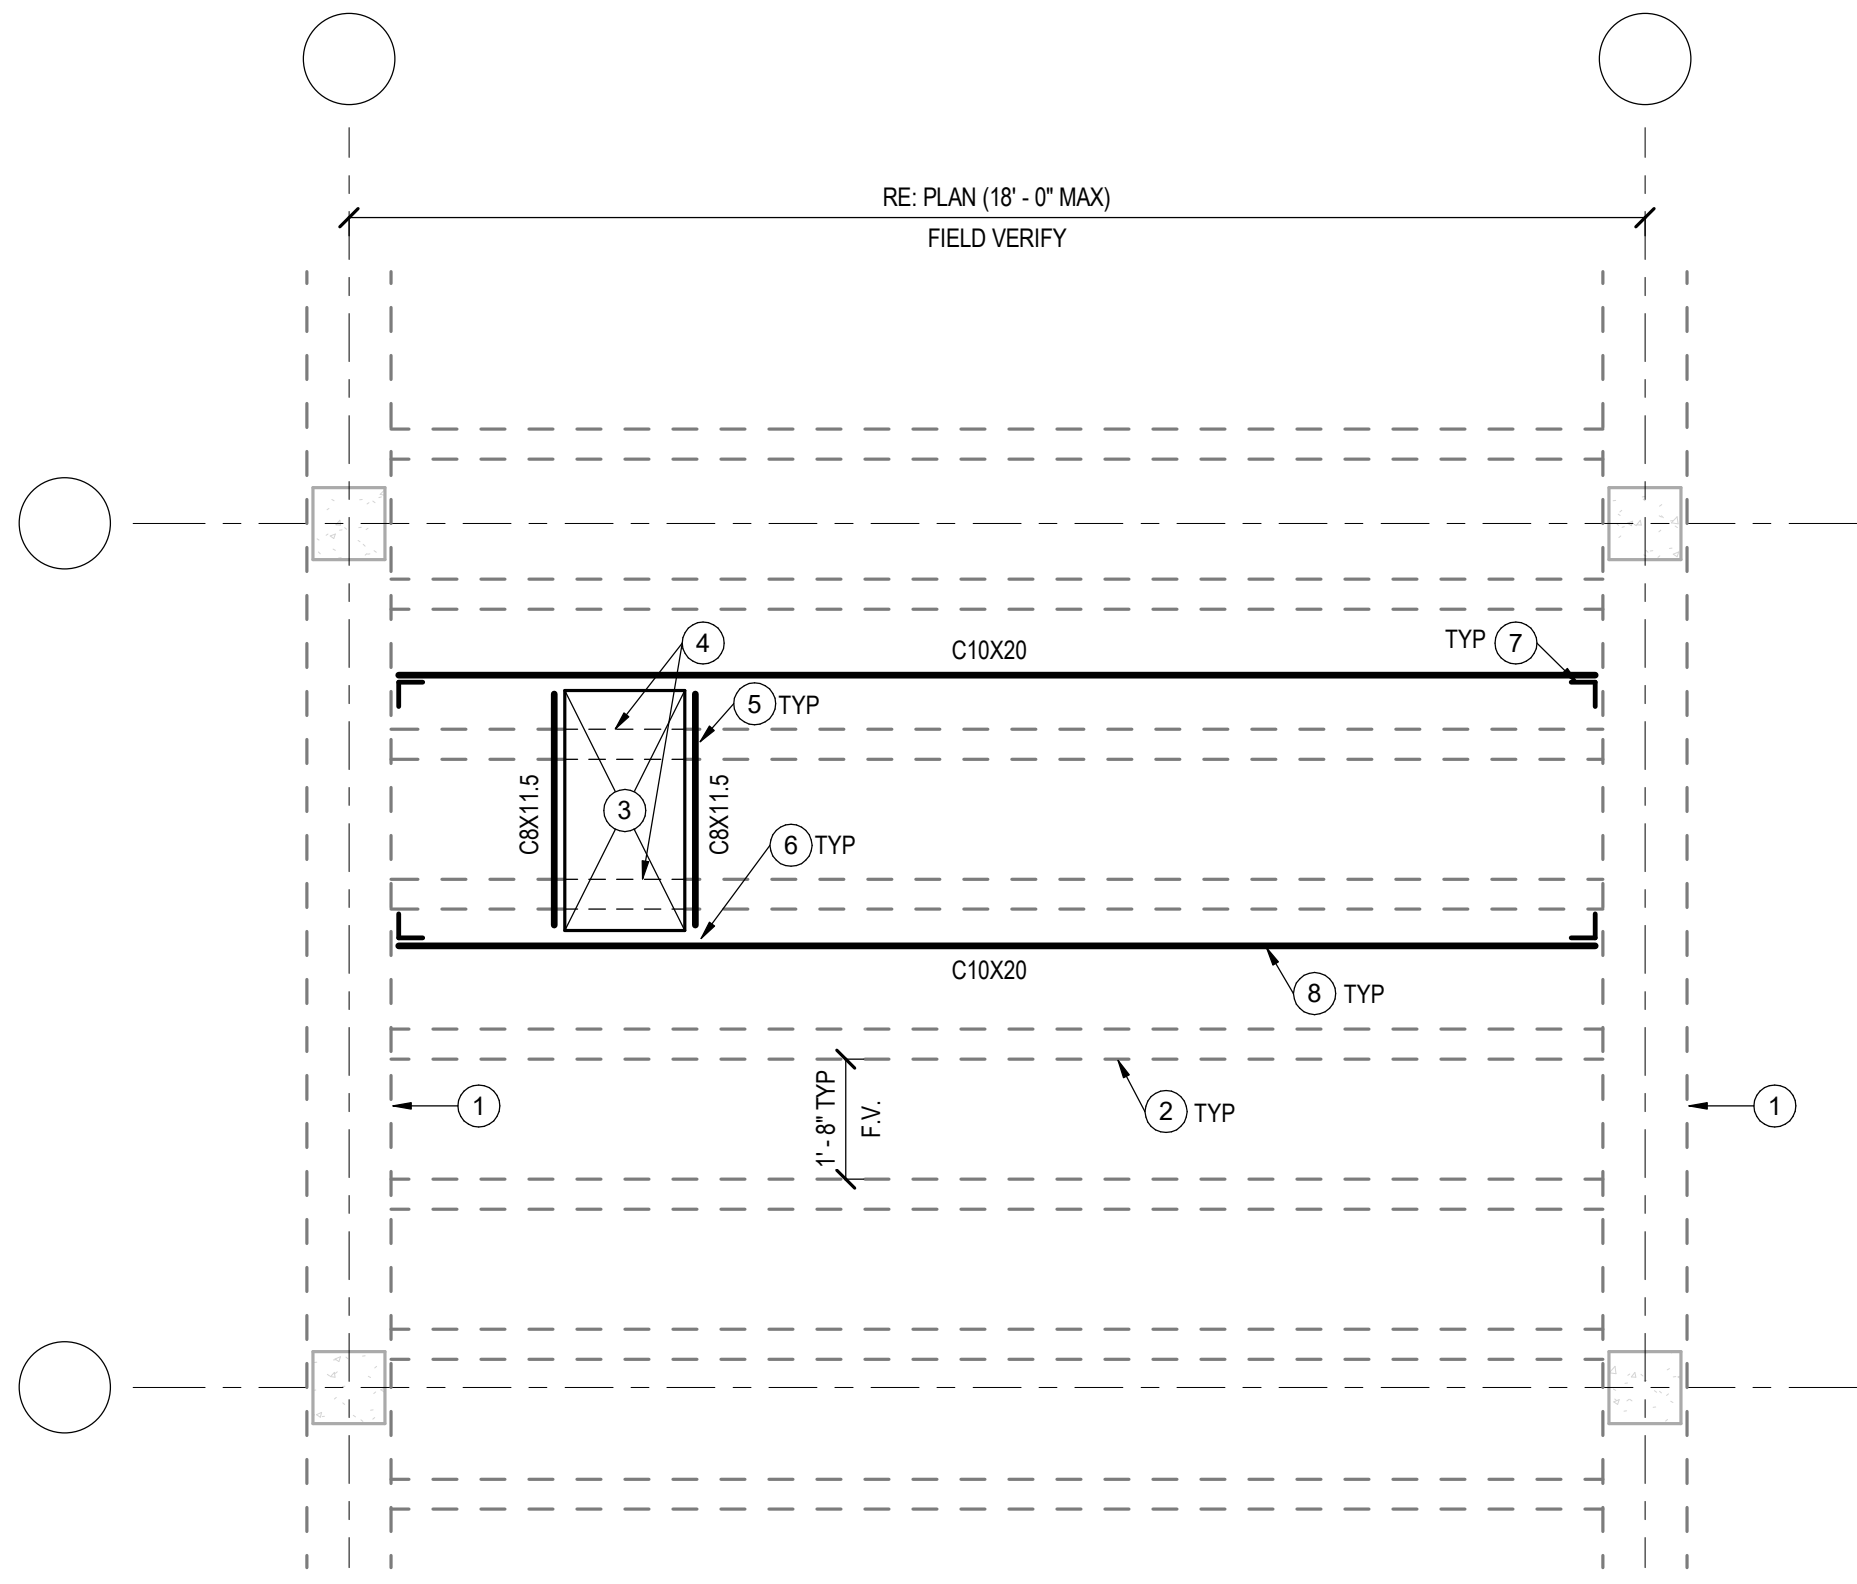 RE: PLAN (18' - 0" MAX)
FIELD VERIFY
C10X20
TYP 7
4
5 TYP
C8X11.5
3
C8X11.5
6 TYP
C10X20
8 TYP
1
1' - 8" TYP
F.V.
2 TYP
1